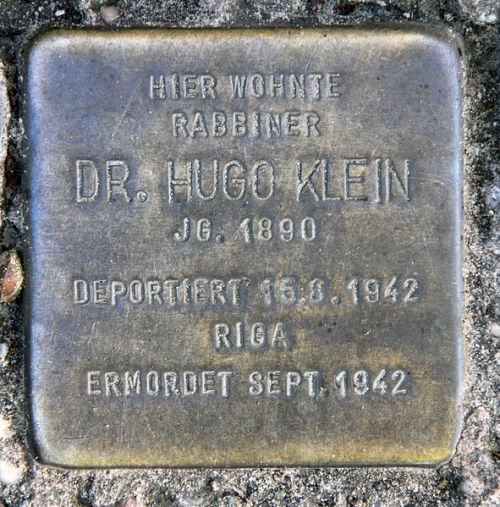 HIER WOHNTE
RABBINER
DR. HUGO KLEIN
JG. 1890
DEPORTIERT 15.8.1942
RIGA
ERMORDET SEPT. 1942